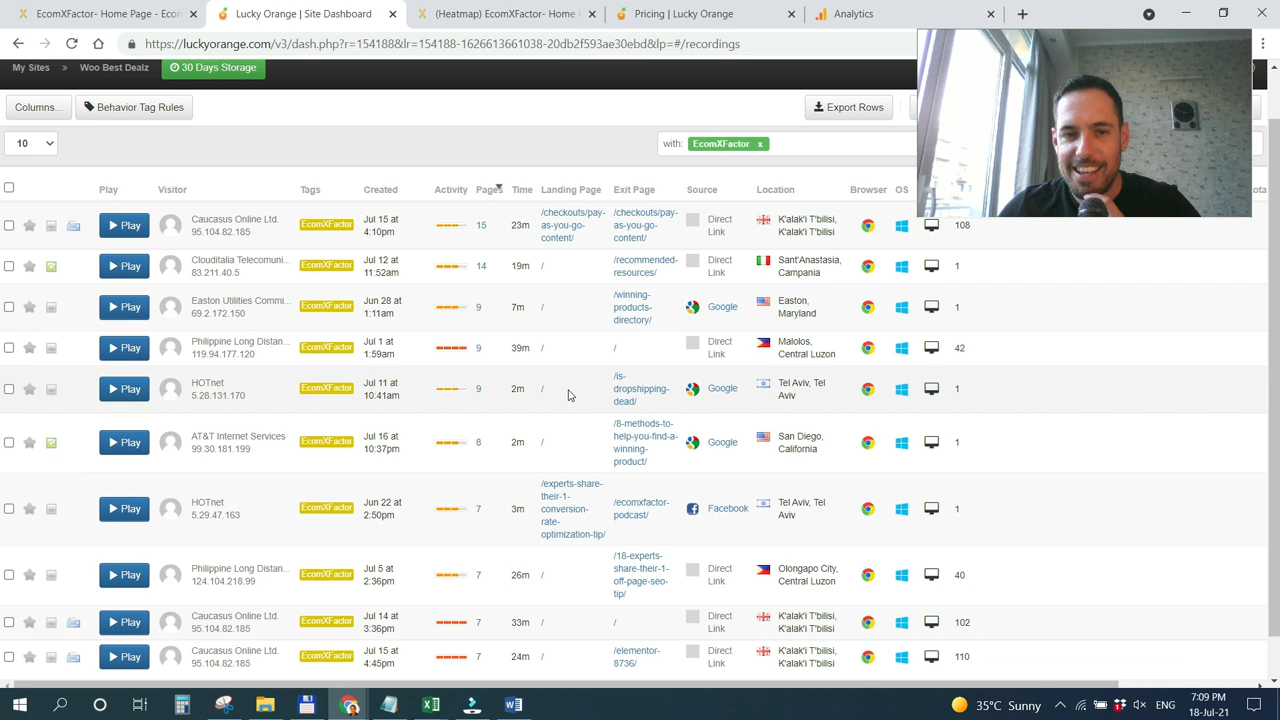 EcomXFactor - Home Page - Econ
Lucky Orange | Site Dashboard
(Heatmap) EcomXFactor- Home I
Pricing | Lucky Orange
Analytics
https://luckyorange.com/v3/dash.php?r=154188&lr=154188-1626613661038-20db2f593ae30ebd&lp=#/recordings
My Sites » Woo Best Dealz 30 Days Storage
Columns... Behavior Tag Rules Export Rows
10 with: EcomXFactor x
Play Visitor Tags Created Activity Pages Time Landing Page Exit Page Source Location Browser OS
Play Caucasus Online Ltd. 95.104.82.185 EcomXFactor Jul 15 at 4:10pm 15 23m /checkouts/pay-as-you-go-content/ /checkouts/pay-as-you-go-content/ Direct Link K'alak'i T'bilisi, K'alak'i T'bilisi 108
Play Clouditalia Telecomuni... 83.211.40.5 EcomXFactor Jul 12 at 11:52am 14 19m / /recommended-resources/ Direct Link Sant'Anastasia, Campania 1
Play Easton Utilities Commi... 69.2.172.150 EcomXFactor Jun 28 at 1:11am 9 7m / /winning-products-directory/ Google Easton, Maryland 1
Play Philippine Long Distan... 119.94.177.120 EcomXFactor Jul 1 at 1:59am 9 39m / / Direct Link Malolos, Central Luzon 42
Play HOTnet 5.28.131.170 EcomXFactor Jul 11 at 10:41am 9 2m / /is-dropshipping-dead/ Google Tel Aviv, Tel Aviv 1
Play AT&T Internet Services 99.30.181.199 EcomXFactor Jul 16 at 10:37pm 8 2m / /8-methods-to-help-you-find-a-winning-product/ Google San Diego, California 1
Play HOTnet 5.29.47.163 EcomXFactor Jun 22 at 2:50pm 7 3m /experts-share-their-1-conversion-rate-optimization-tip/ /ecomxfactor-podcast/ Facebook Tel Aviv, Tel Aviv 1
Play Philippine Long Distan... 124.104.218.99 EcomXFactor Jul 5 at 2:36pm 7 26m / /18-experts-share-their-1-off-page-seo-tip/ Direct Link Olongapo City, Central Luzon 40
Play Caucasus Online Ltd. 95.104.82.185 EcomXFactor Jul 14 at 3:36pm 7 33m / / Direct Link K'alak'i T'bilisi, K'alak'i T'bilisi 102
Play Caucasus Online Ltd. 95.104.82.185 EcomXFactor Jul 15 at 4:45pm 7 24m / /elementor-8736/ Direct Link K'alak'i T'bilisi, K'alak'i T'bilisi 110
35°C Sunny ENG 7:09 PM
18-Jul-21